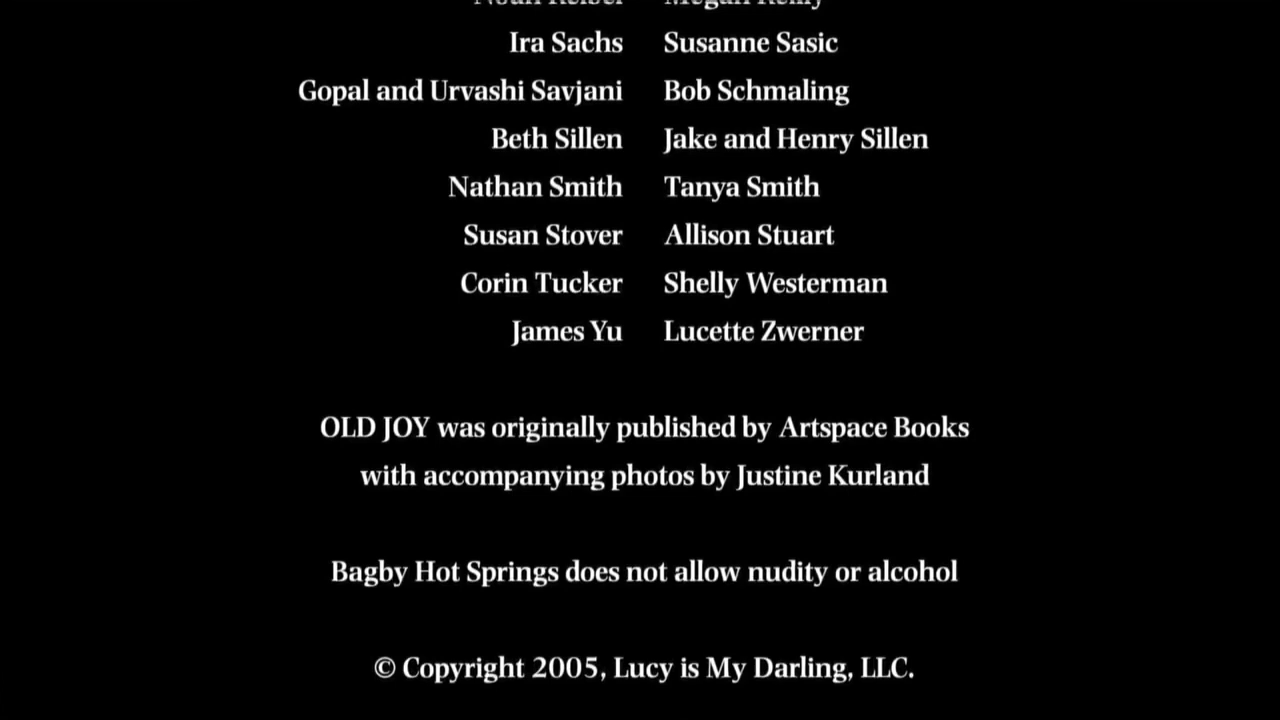 Ira Sachs Susanne Sasic
Gopal and Urvashi Savjani Bob Schmaling
Beth Sillen Jake and Henry Sillen
Nathan Smith Tanya Smith
Susan Stover Allison Stuart
Corin Tucker Shelly Westerman
James Yu Lucette Zwerner
OLD JOY was originally published by Artspace Books
with accompanying photos by Justine Kurland
Bagby Hot Springs does not allow nudity or alcohol
© Copyright 2005, Lucy is My Darling, LLC.